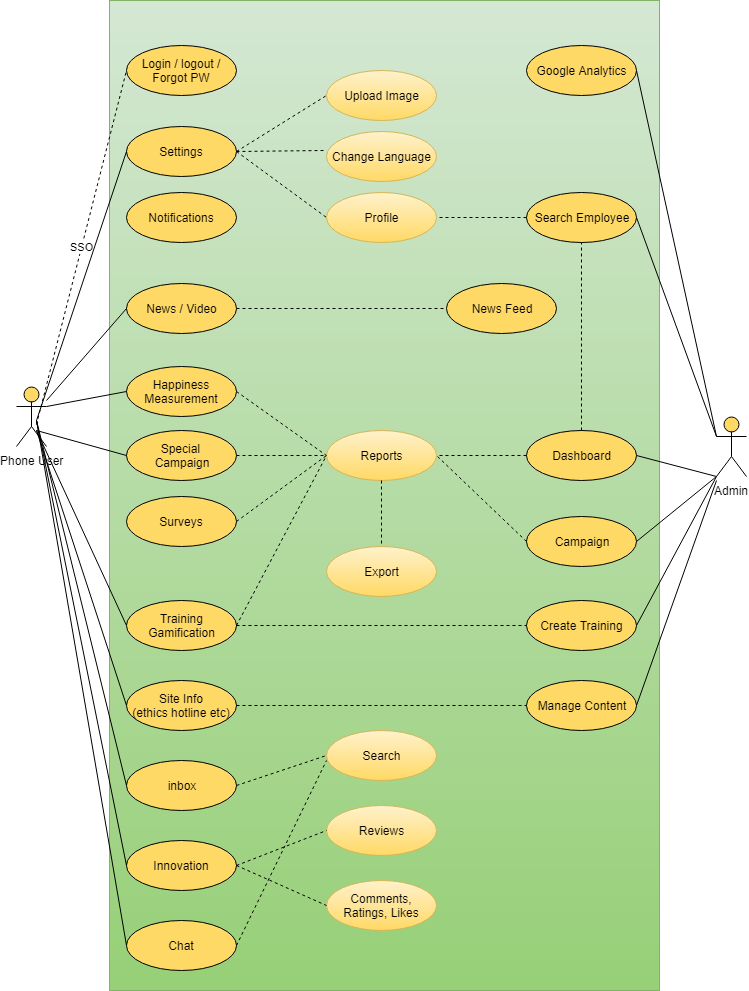 Login / logout /
Forgot PW
Google Analytics
Upload Image
Settings
Change Language
Notifications
Profile
Search Employee
SSO
News / Video
News Feed
Happiness
Measurement
Phone User
Special
Campaign
Reports
Dashboard
Admin
Surveys
Campaign
Export
Training
Gamification
Create Training
Site Info
(ethics hotline etc)
Manage Content
Search
inbox
Reviews
Innovation
Comments,
Ratings, Likes
Chat